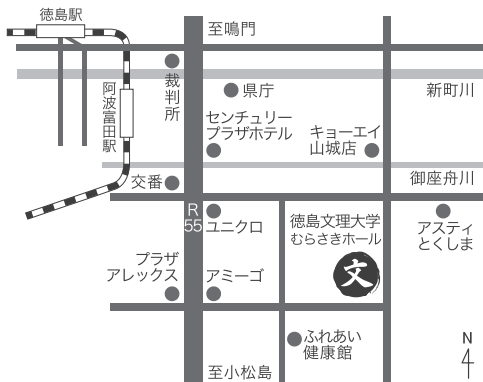 徳島駅
至鳴門
裁判所
県庁
新町川
阿波富田駅
センチュリー
プラザホテル
キョーエイ
山城店
交番
御座舟川
R
55
ユニクロ
徳島文理大学
むらさきホール
アスティ
とくしま
プラザ
アレックス
アミーゴ
文
ふれあい
健康館
至小松島
N